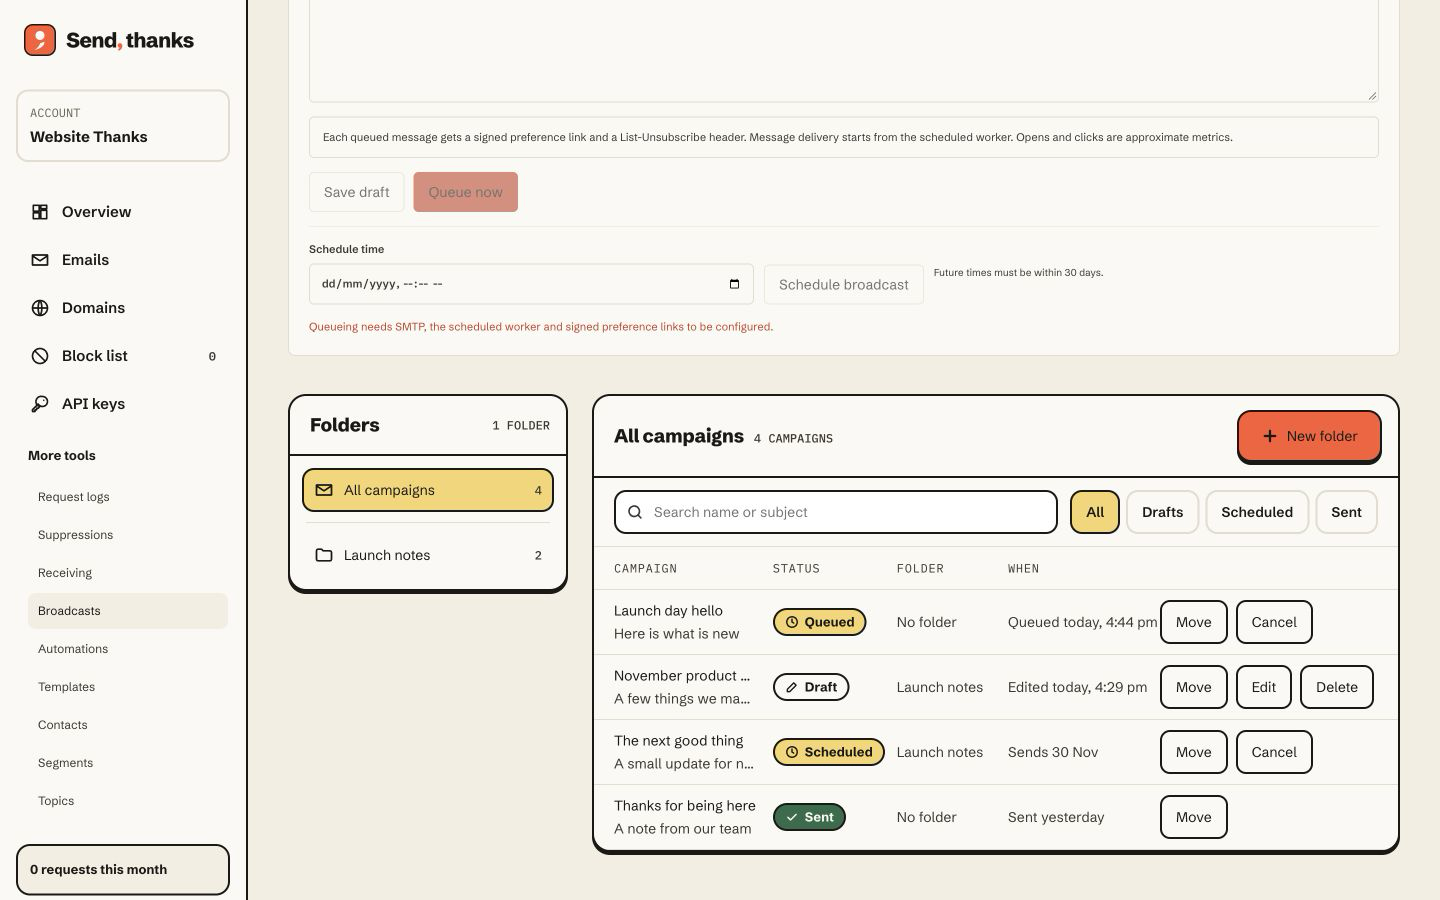 Send, thanks
ACCOUNT
Website Thanks
Overview
Emails
Domains
Block list 0
API keys
More tools
Request logs
Suppressions
Receiving
Broadcasts
Automations
Templates
Contacts
Segments
Topics
0 requests this month
Each queued message gets a signed preference link and a List-Unsubscribe header. Message delivery starts from the scheduled worker. Opens and clicks are approximate metrics.
Save draft Queue now
Schedule time
dd/mm/yyyy, --:-- -- Schedule broadcast Future times must be within 30 days.
Queueing needs SMTP, the scheduled worker and signed preference links to be configured.
Folders 1 FOLDER
All campaigns 4
Launch notes 2
All campaigns 4 CAMPAIGNS New folder
Search name or subject All Drafts Scheduled Sent
CAMPAIGN STATUS FOLDER WHEN
Launch day hello
Here is what is new
Queued No folder Queued today, 4:44 pm Move Cancel
November product ...
A few things we ma...
Draft Launch notes Edited today, 4:29 pm Move Edit Delete
The next good thing
A small update for n...
Scheduled Launch notes Sends 30 Nov Move Cancel
Thanks for being here
A note from our team
Sent No folder Sent yesterday Move